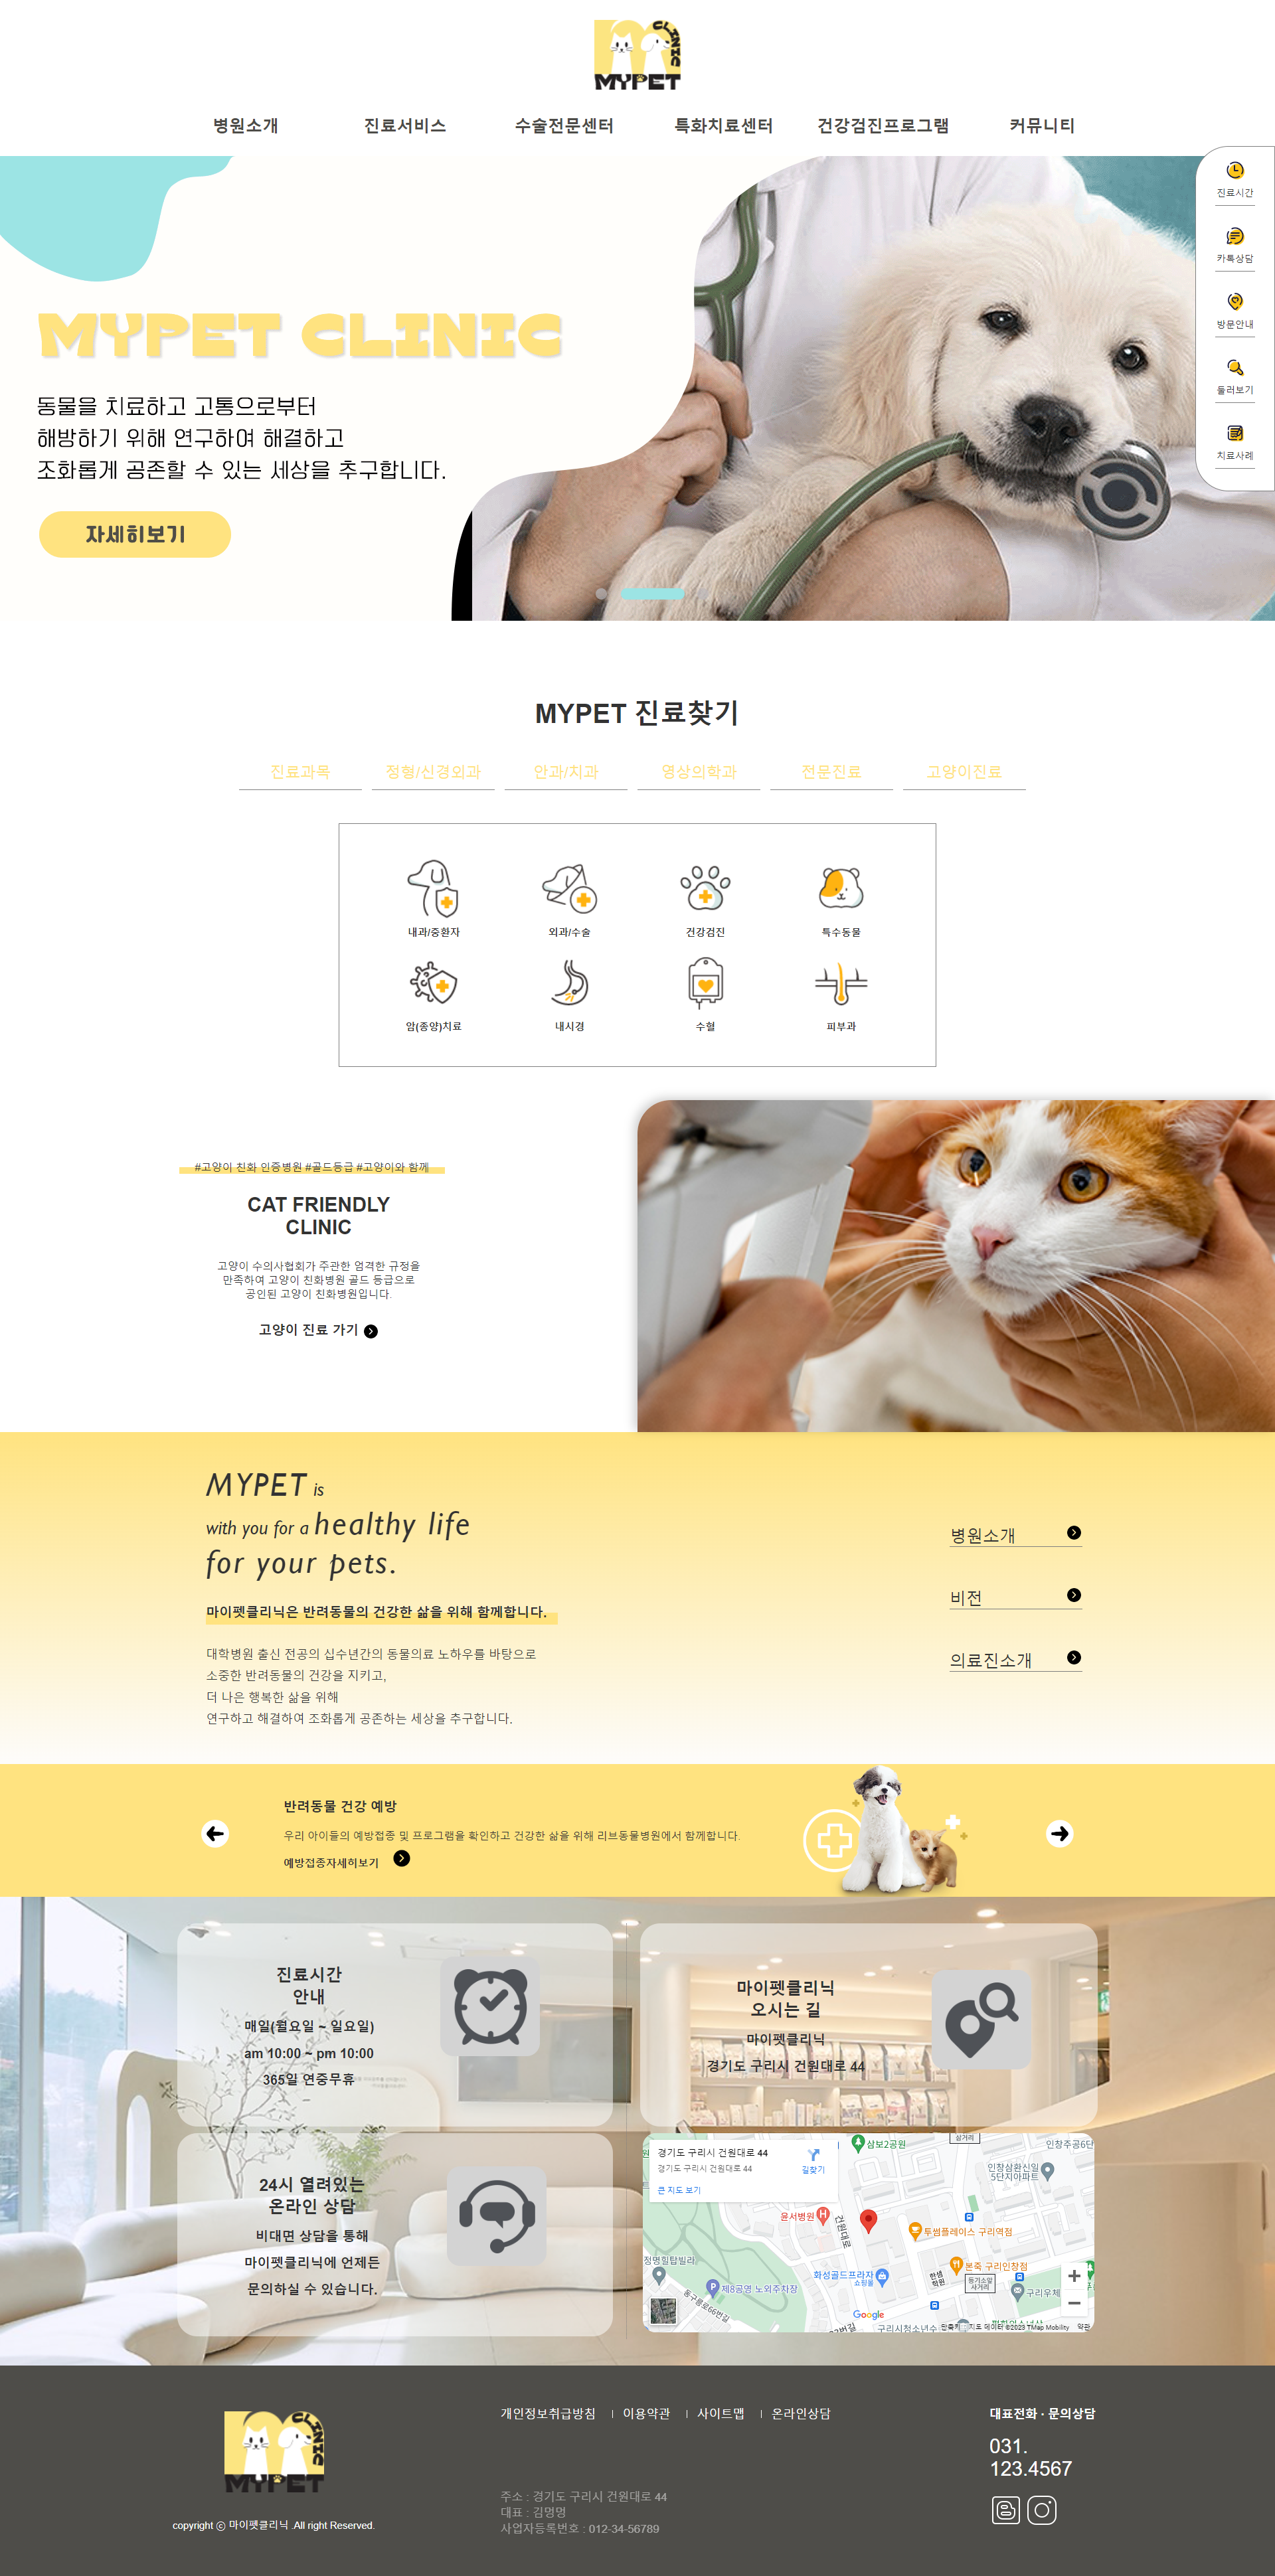 CLINIC
MYPET
병원소개
진료서비스
수술전문센터
특화치료센터
건강검진프로그램
커뮤니티
진료시간
카톡상담
방문안내
둘러보기
치료사례
MYPET CLINIC
동물을 치료하고 고통으로부터
해방하기 위해 연구하여 해결하고
조화롭게 공존할 수 있는 세상을 추구합니다.
자세히보기
MYPET 진료찾기
진료과목
정형/신경외과
안과/치과
영상의학과
전문진료
고양이진료
내과/중환자
외과/수술
건강검진
특수동물
암(종양)치료
내시경
수혈
피부과
#고양이 친화 인증병원 #골드등급 #고양이와 함께
CAT FRIENDLY
CLINIC
고양이 수의사협회가 주관한 엄격한 규정을
만족하여 고양이 친화병원 골드 등급으로
공인된 고양이 친화병원입니다.
고양이 진료 가기
MYPET is
with you for a healthy life
for your pets.
마이펫클리닉은 반려동물의 건강한 삶을 위해 함께합니다.
대학병원 출신 전공의 십수년간의 동물의료 노하우를 바탕으로
소중한 반려동물의 건강을 지키고,
더 나은 행복한 삶을 위해
연구하고 해결하여 조화롭게 공존하는 세상을 추구합니다.
병원소개
비전
의료진소개
반려동물 건강 예방
우리 아이들의 예방접종 및 프로그램을 확인하고 건강한 삶을 위해 리브동물병원에서 함께합니다.
예방접종자세히보기
진료시간
안내
매일(월요일 ~ 일요일)
am 10:00 ~ pm 10:00
365일 연중무휴
마이펫클리닉
오시는 길
마이펫클리닉
경기도 구리시 건원대로 44
24시 열려있는
온라인 상담
비대면 상담을 통해
마이펫클리닉에 언제든
문의하실 수 있습니다.
경기도 구리시 건원대로 44
경기도 구리시 건원대로 44
길찾기
큰 지도 보기
삼보2공원
삼거리
인창주공6단
인창삼환신일
5단지아파트
윤서병원
건원대로
투썸플레이스 구리역점
정명힐탑빌라
화성골드프라자
쇼핑몰
본죽 구리인창점
한샘
학원
등기소앞
사거리
제8공영 노외주차장
동구릉로66번길
구리우체
Google
구리시청소년수
지도 데이터 ©2023 TMap Mobility
약관
CLINIC
MYPET
copyright ⓒ 마이펫클리닉 .All right Reserved.
개인정보취급방침
이용약관
사이트맵
온라인상담
주소 : 경기도 구리시 건원대로 44
대표 : 김명명
사업자등록번호 : 012-34-56789
대표전화 · 문의상담
031.
123.4567